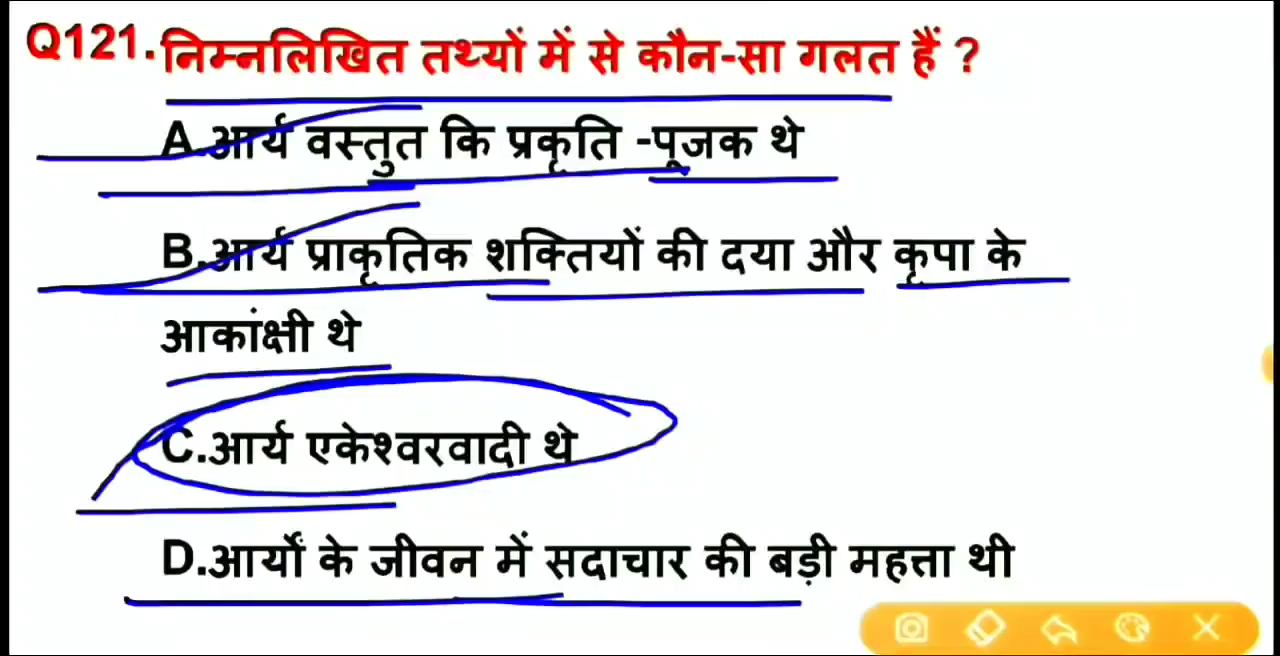 Q121.निम्नलिखित तथ्यों में से कौन-सा गलत हैं ?
A.आर्य वस्तुत कि प्रकृति -पूजक थे
B.आर्य प्राकृतिक शक्तियों की दया और कृपा के
आकांक्षी थे
C.आर्य एकेश्वरवादी थे
D.आर्यों के जीवन में सदाचार की बड़ी महत्ता थी